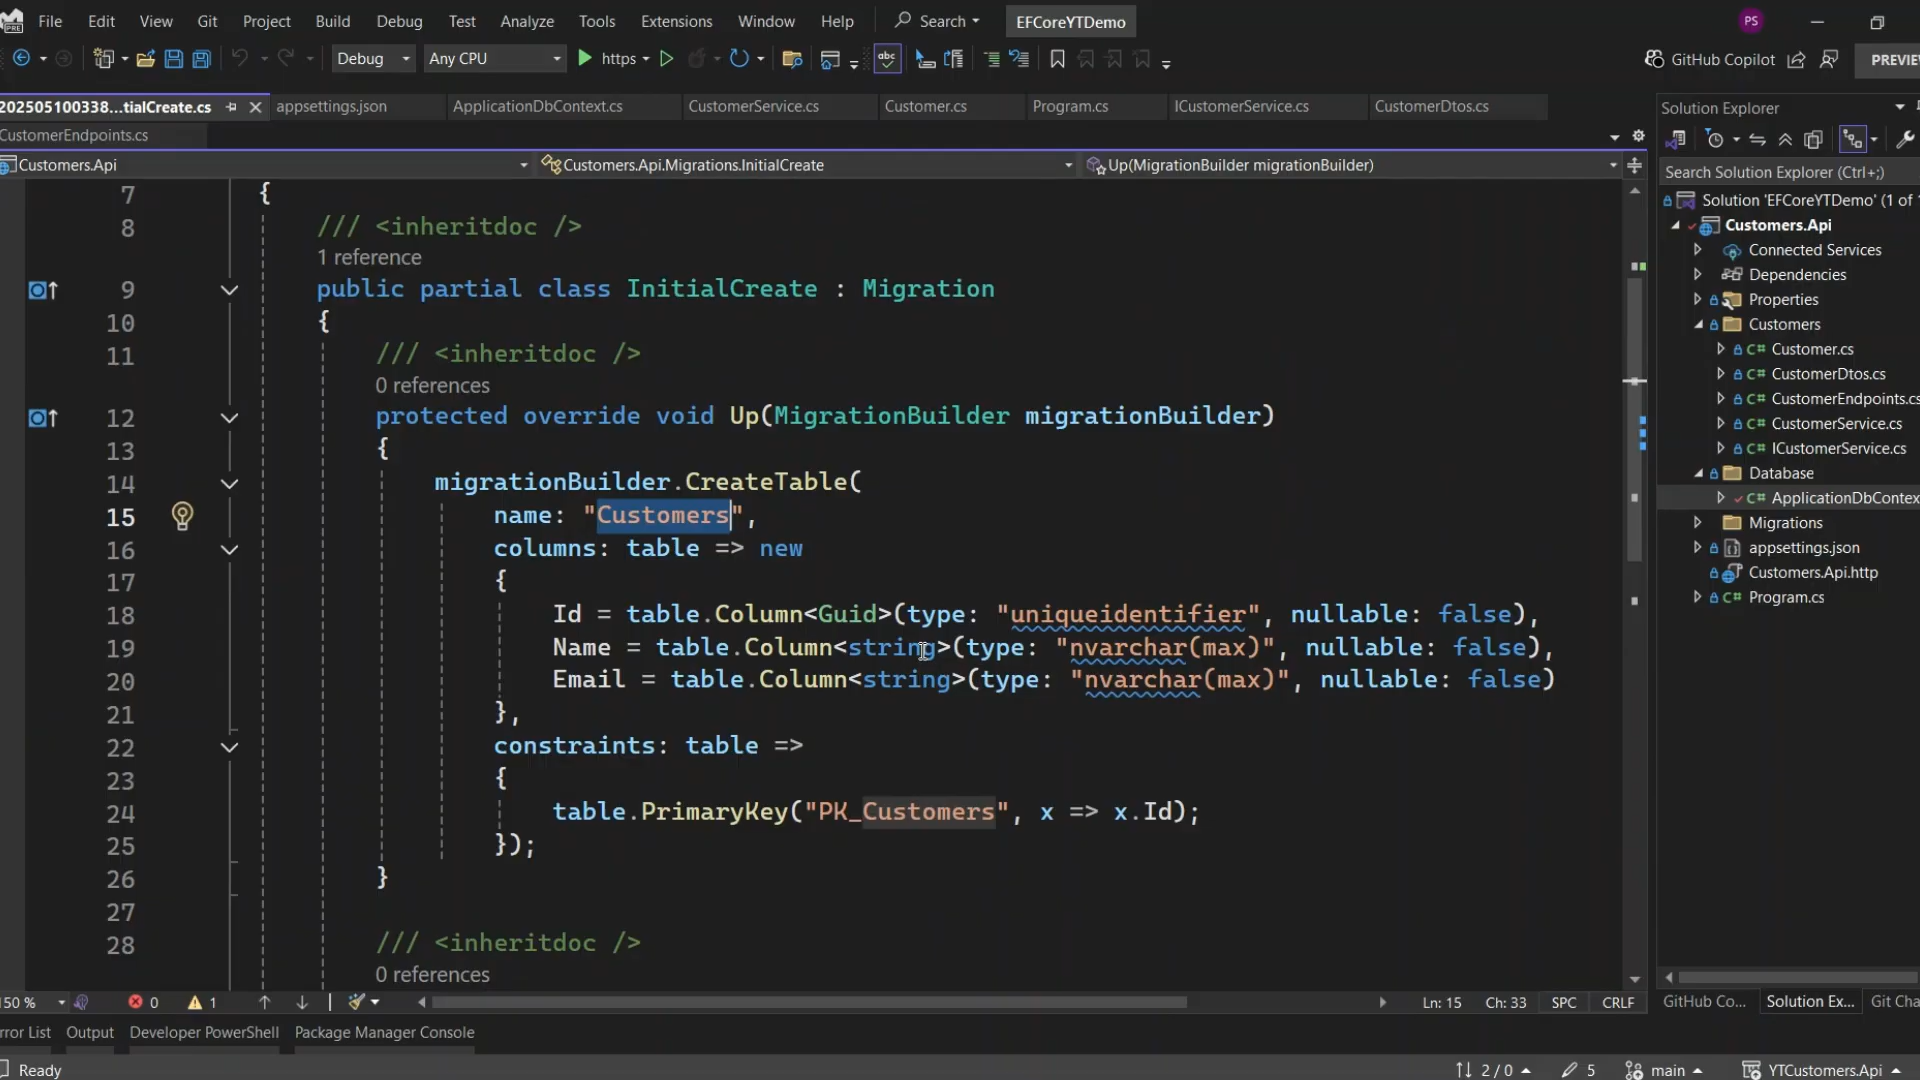 File Edit View Git Project Build Debug Test Analyze Tools Extensions Window Help Search EFCoreYTDemo PS
PRE
Debug Any CPU https abc GitHub Copilot PREVIE
202505100338...tialCreate.cs appsettings.json ApplicationDbContext.cs CustomerService.cs Customer.cs Program.cs ICustomerService.cs CustomerDtos.cs
CustomerEndpoints.cs
Customers.Api Customers.Api.Migrations.InitialCreate Up(MigrationBuilder migrationBuilder)
7 {
8 /// <inheritdoc />
1 reference
9 public partial class InitialCreate : Migration
10 {
11 /// <inheritdoc />
0 references
12 protected override void Up(MigrationBuilder migrationBuilder)
13 {
14 migrationBuilder.CreateTable(
15 name: "Customers",
16 columns: table => new
17 {
18 Id = table.Column<Guid>(type: "uniqueidentifier", nullable: false),
19 Name = table.Column<string>(type: "nvarchar(max)", nullable: false),
20 Email = table.Column<string>(type: "nvarchar(max)", nullable: false)
21 },
22 constraints: table =>
23 {
24 table.PrimaryKey("PK_Customers", x => x.Id);
25 });
26 }
27
28 /// <inheritdoc />
0 references
Solution Explorer
Search Solution Explorer (Ctrl+;)
Solution 'EFCoreYTDemo' (1 of 1
Customers.Api
Connected Services
Dependencies
Properties
Customers
C# Customer.cs
C# CustomerDtos.cs
C# CustomerEndpoints.cs
C# CustomerService.cs
C# ICustomerService.cs
Database
C# ApplicationDbContex
Migrations
appsettings.json
Customers.Api.http
C# Program.cs
150 % 0 1 Ln: 15 Ch: 33 SPC CRLF GitHub Co... Solution Ex... Git Cha
rror List Output Developer PowerShell Package Manager Console
Ready 2 / 0 5 main YTCustomers.Api